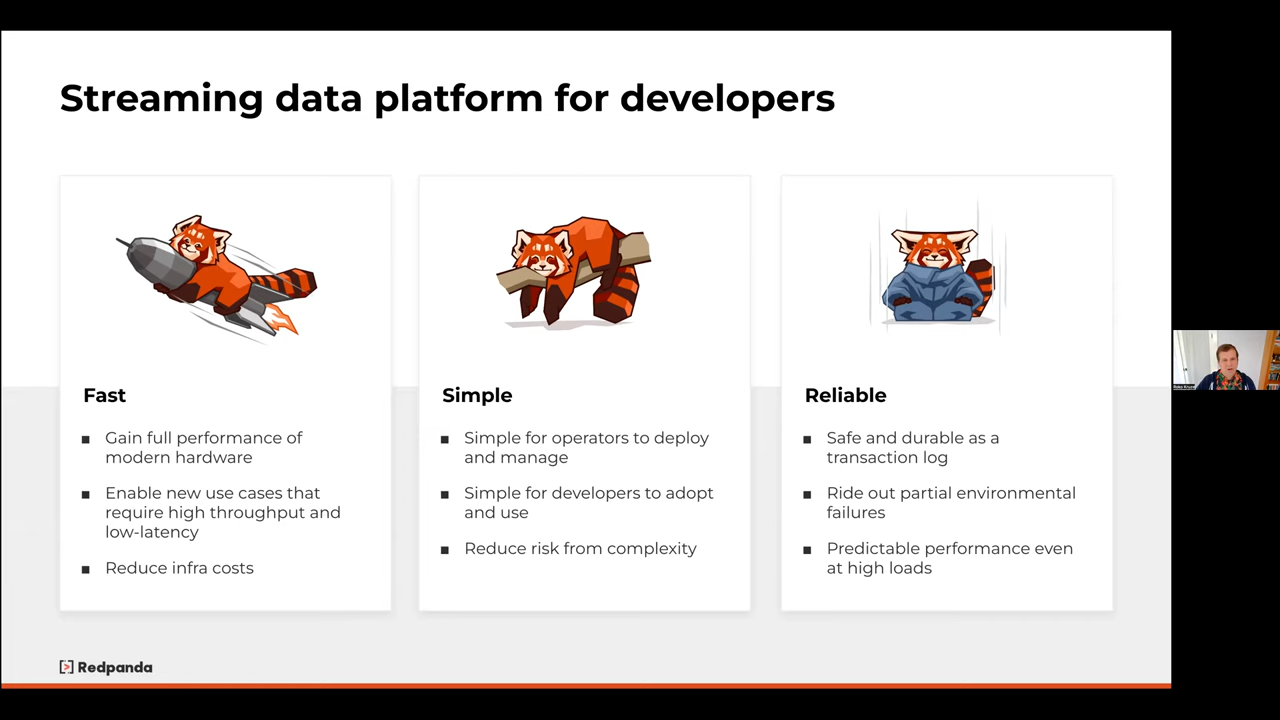 Streaming data platform for developers
Fast
■ Gain full performance of
modern hardware
■ Enable new use cases that
require high throughput and
low-latency
■ Reduce infra costs
Simple
■ Simple for operators to deploy
and manage
■ Simple for developers to adopt
and use
■ Reduce risk from complexity
Reliable
■ Safe and durable as a
transaction log
■ Ride out partial environmental
failures
■ Predictable performance even
at high loads
Redpanda